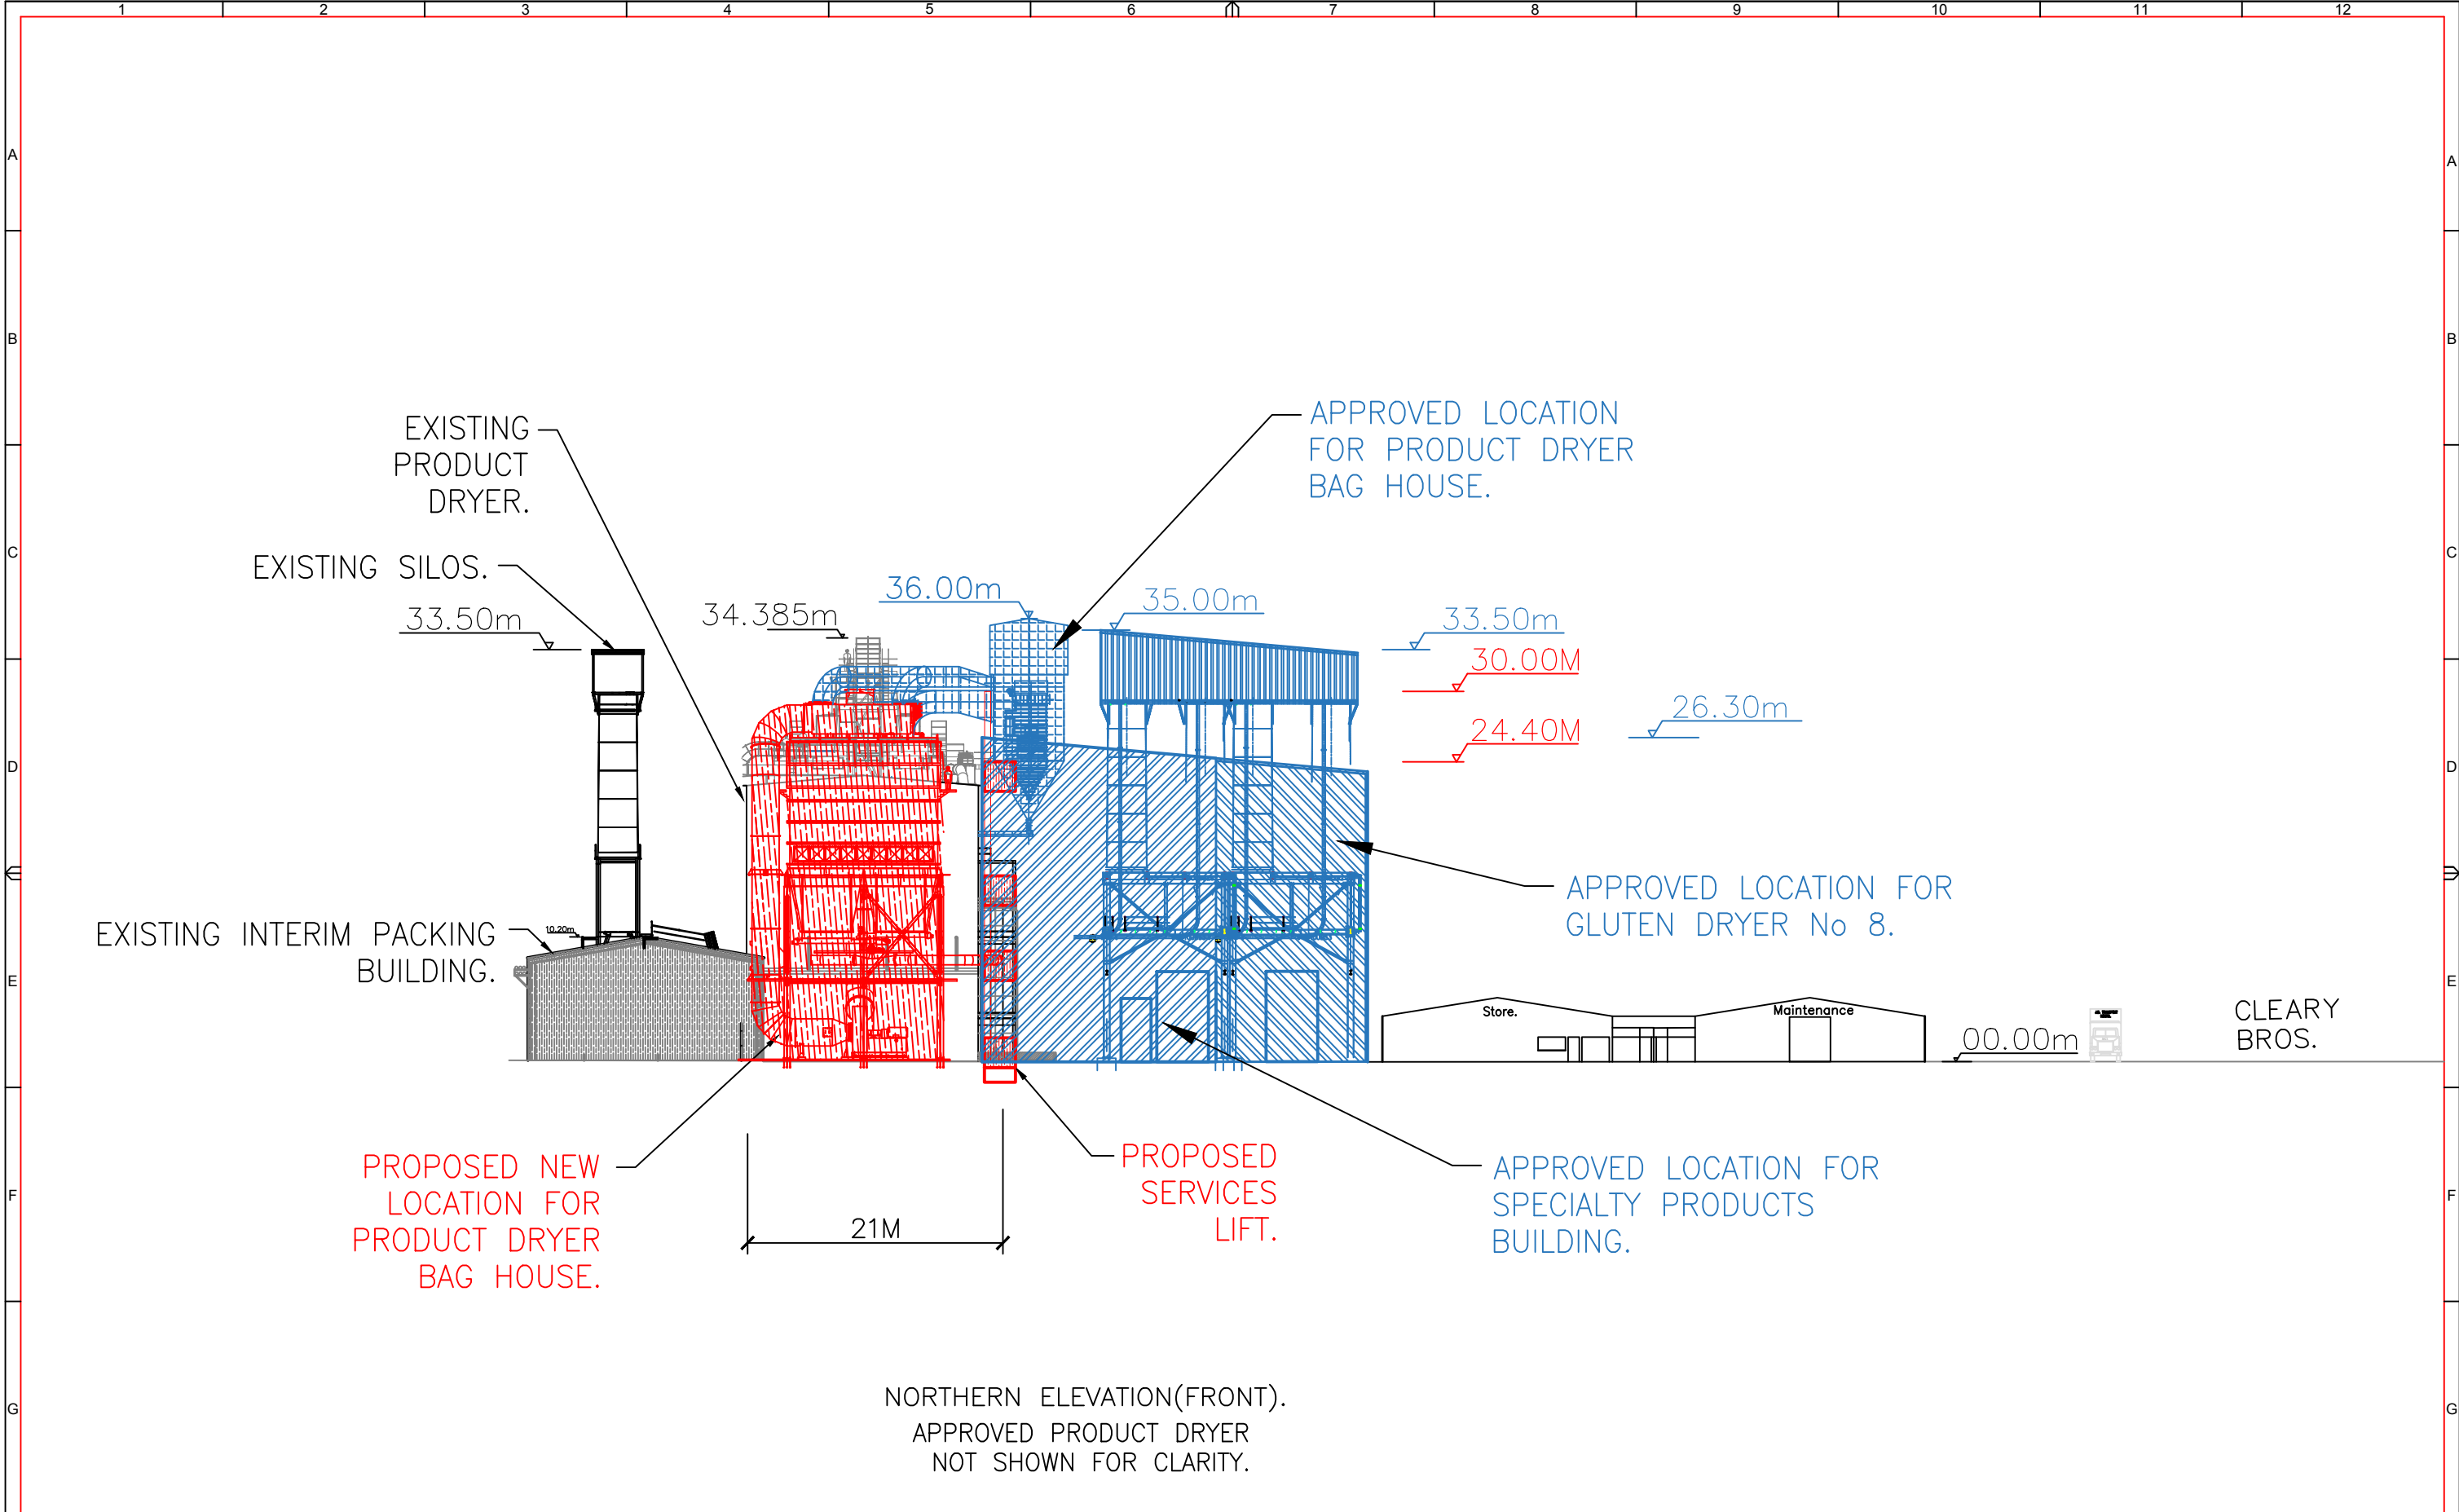 1 2 3 4 5 6 7 8 9 10 11 12
A A
B B
EXISTING
PRODUCT
DRYER.
APPROVED LOCATION
FOR PRODUCT DRYER
BAG HOUSE.
C C
EXISTING SILOS.
33.50m
34.385m
36.00m
35.00m
33.50m
30.00M
26.30m
24.40M
D D
APPROVED LOCATION FOR
GLUTEN DRYER No 8.
EXISTING INTERIM PACKING
BUILDING.
10.20m
E E
Store.
Maintenance
00.00m
CLEARY
BROS.
PROPOSED NEW
LOCATION FOR
PRODUCT DRYER
BAG HOUSE.
21M
PROPOSED
SERVICES
LIFT.
APPROVED LOCATION FOR
SPECIALTY PRODUCTS
BUILDING.
F F
NORTHERN ELEVATION(FRONT).
APPROVED PRODUCT DRYER
NOT SHOWN FOR CLARITY.
G G